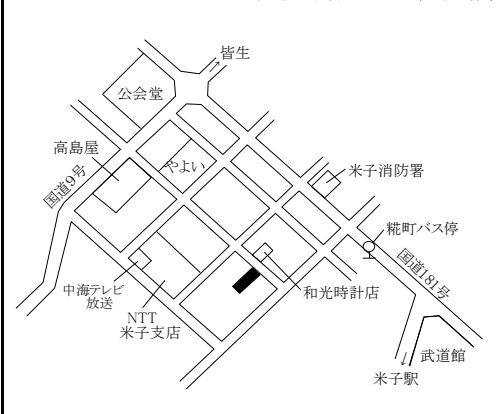 皆生
公会堂
高島屋
やよい
国道9号
米子消防署
糀町バス停
国道181号
中海テレビ
放送
NTT
米子支店
和光時計店
武道館
米子駅